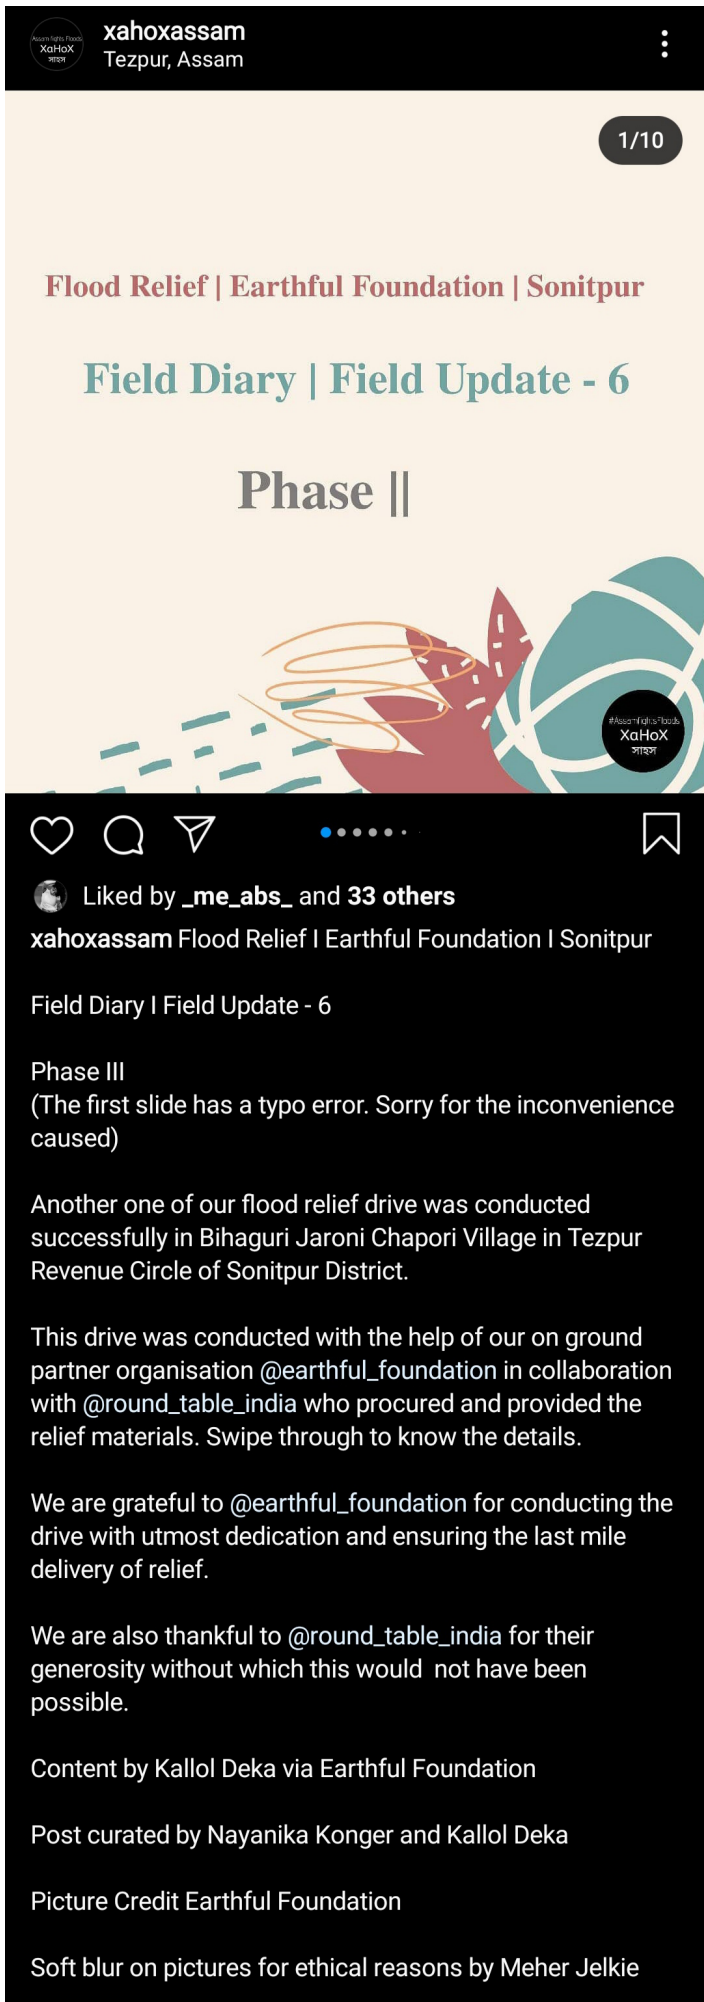 Assam fights Floods
XaHoX
সাহস
xahoxassam
Tezpur, Assam
1/10
Flood Relief | Earthful Foundation | Sonitpur
Field Diary | Field Update - 6
Phase ||
#AssamfightsFloods
XaHoX
সাহস
Liked by _me_abs_ and 33 others
xahoxassam Flood Relief I Earthful Foundation I Sonitpur
Field Diary I Field Update - 6
Phase III
(The first slide has a typo error. Sorry for the inconvenience
caused)
Another one of our flood relief drive was conducted
successfully in Bihaguri Jaroni Chapori Village in Tezpur
Revenue Circle of Sonitpur District.
This drive was conducted with the help of our on ground
partner organisation @earthful_foundation in collaboration
with @round_table_india who procured and provided the
relief materials. Swipe through to know the details.
We are grateful to @earthful_foundation for conducting the
drive with utmost dedication and ensuring the last mile
delivery of relief.
We are also thankful to @round_table_india for their
generosity without which this would  not have been
possible.
Content by Kallol Deka via Earthful Foundation
Post curated by Nayanika Konger and Kallol Deka
Picture Credit Earthful Foundation
Soft blur on pictures for ethical reasons by Meher Jelkie